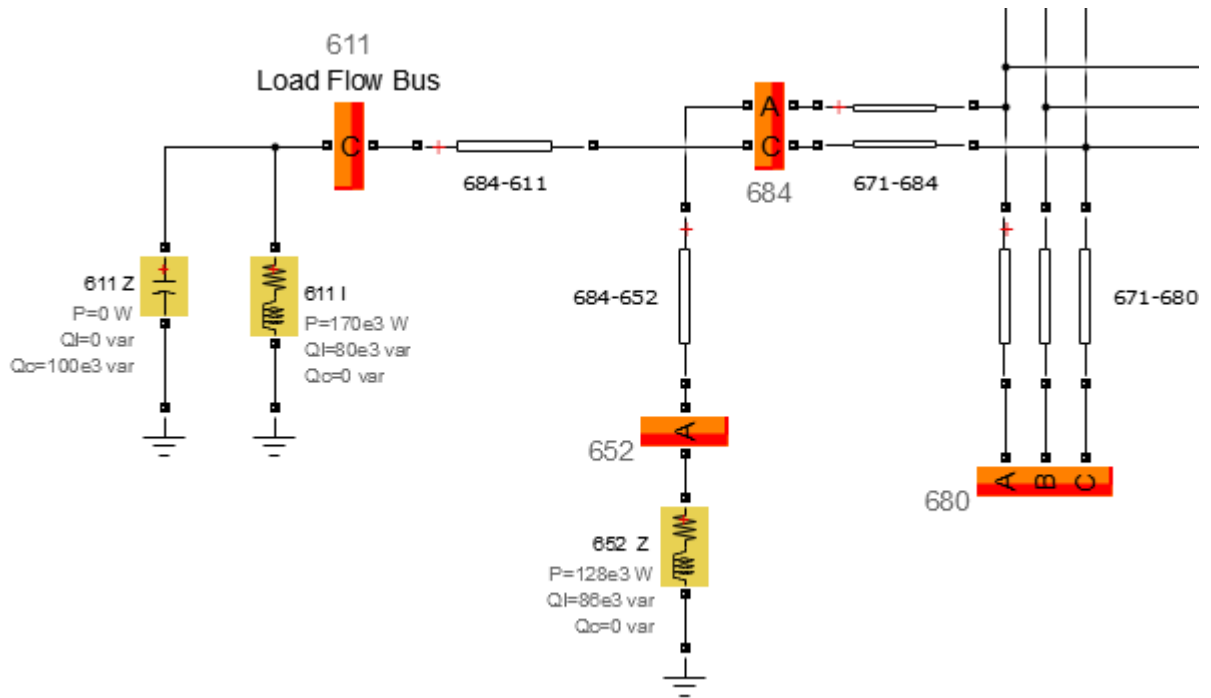 611
Load Flow Bus
C
684-611
A
C
684
671-684
611 Z
P=0 W
Ql=0 var
Qc=100e3 var
611 I
P=170e3 W
Ql=80e3 var
Qc=0 var
684-652
671-680
652
A
680
A
B
C
652 Z
P=128e3 W
Ql=86e3 var
Qc=0 var